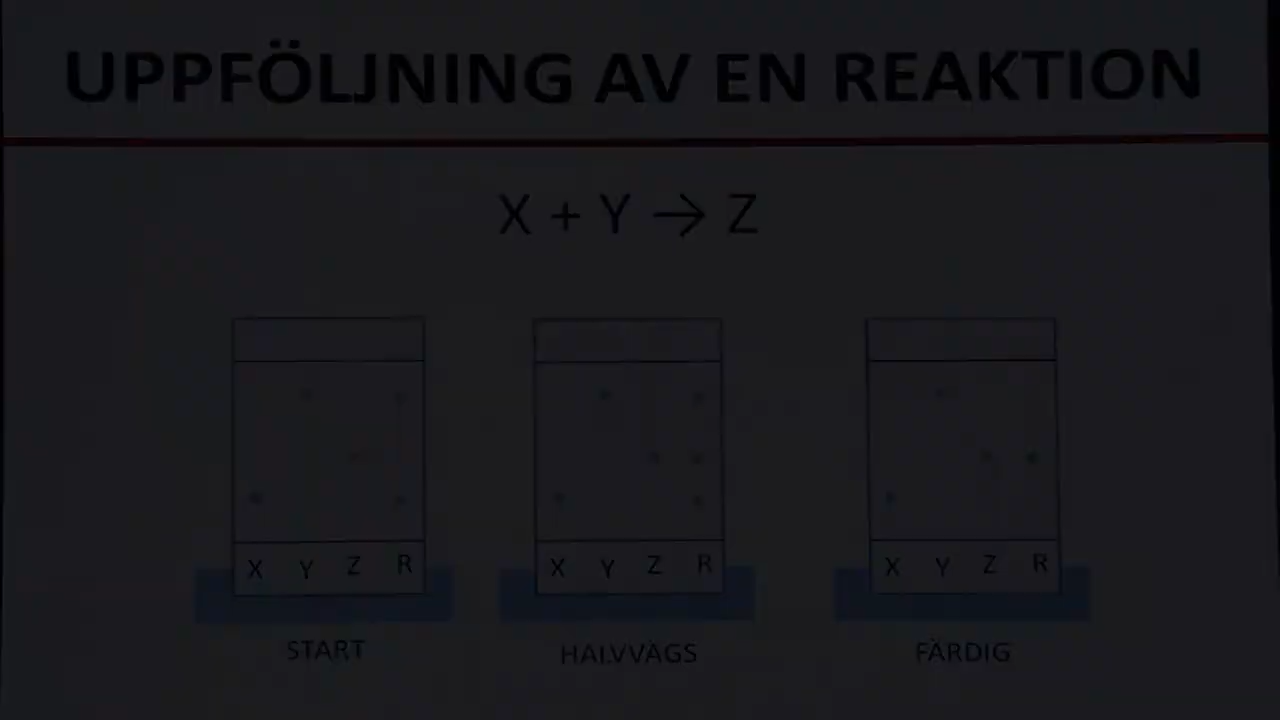 UPPFÖLJNING AV EN REAKTION
X + Y → Z
X Y Z R
X Y Z R
X Y Z R
START
HALVVÄGS
FÄRDIG